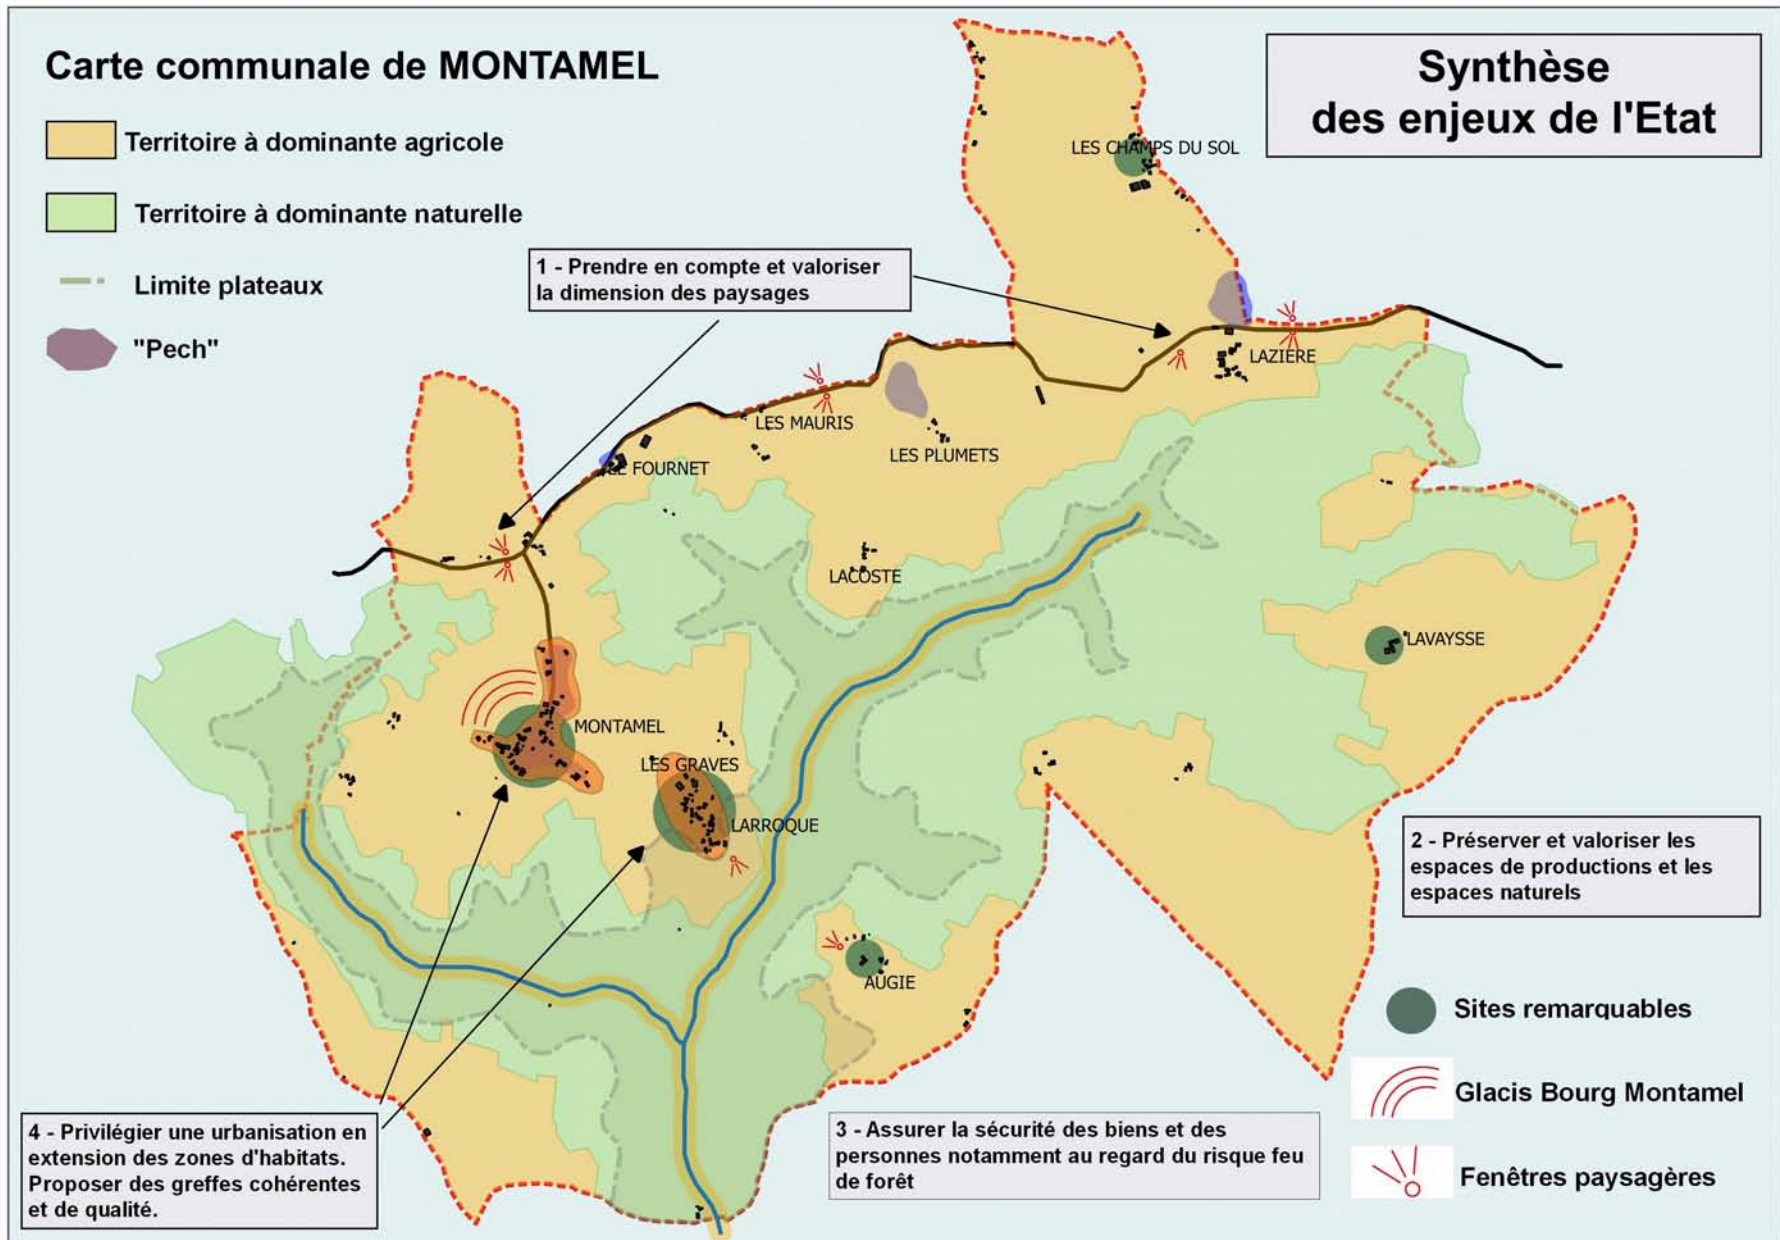 Carte communale de MONTAMEL
Synthèse
des enjeux de l'Etat
Territoire à dominante agricole
Territoire à dominante naturelle
Limite plateaux
"Pech"
1 - Prendre en compte et valoriser
la dimension des paysages
LES CHAMPS DU SOL
LAZIERE
LES MAURIS
LES PLUMETS
LE FOURNET
LACOSTE
LAVAYSSE
MONTAMEL
LES GRAVES
LARROQUE
AUGIE
2 - Préserver et valoriser les
espaces de productions et les
espaces naturels
Sites remarquables
Glacis Bourg Montamel
Fenêtres paysagères
3 - Assurer la sécurité des biens et des
personnes notamment au regard du risque feu
de forêt
4 - Privilégier une urbanisation en
extension des zones d'habitats.
Proposer des greffes cohérentes
et de qualité.